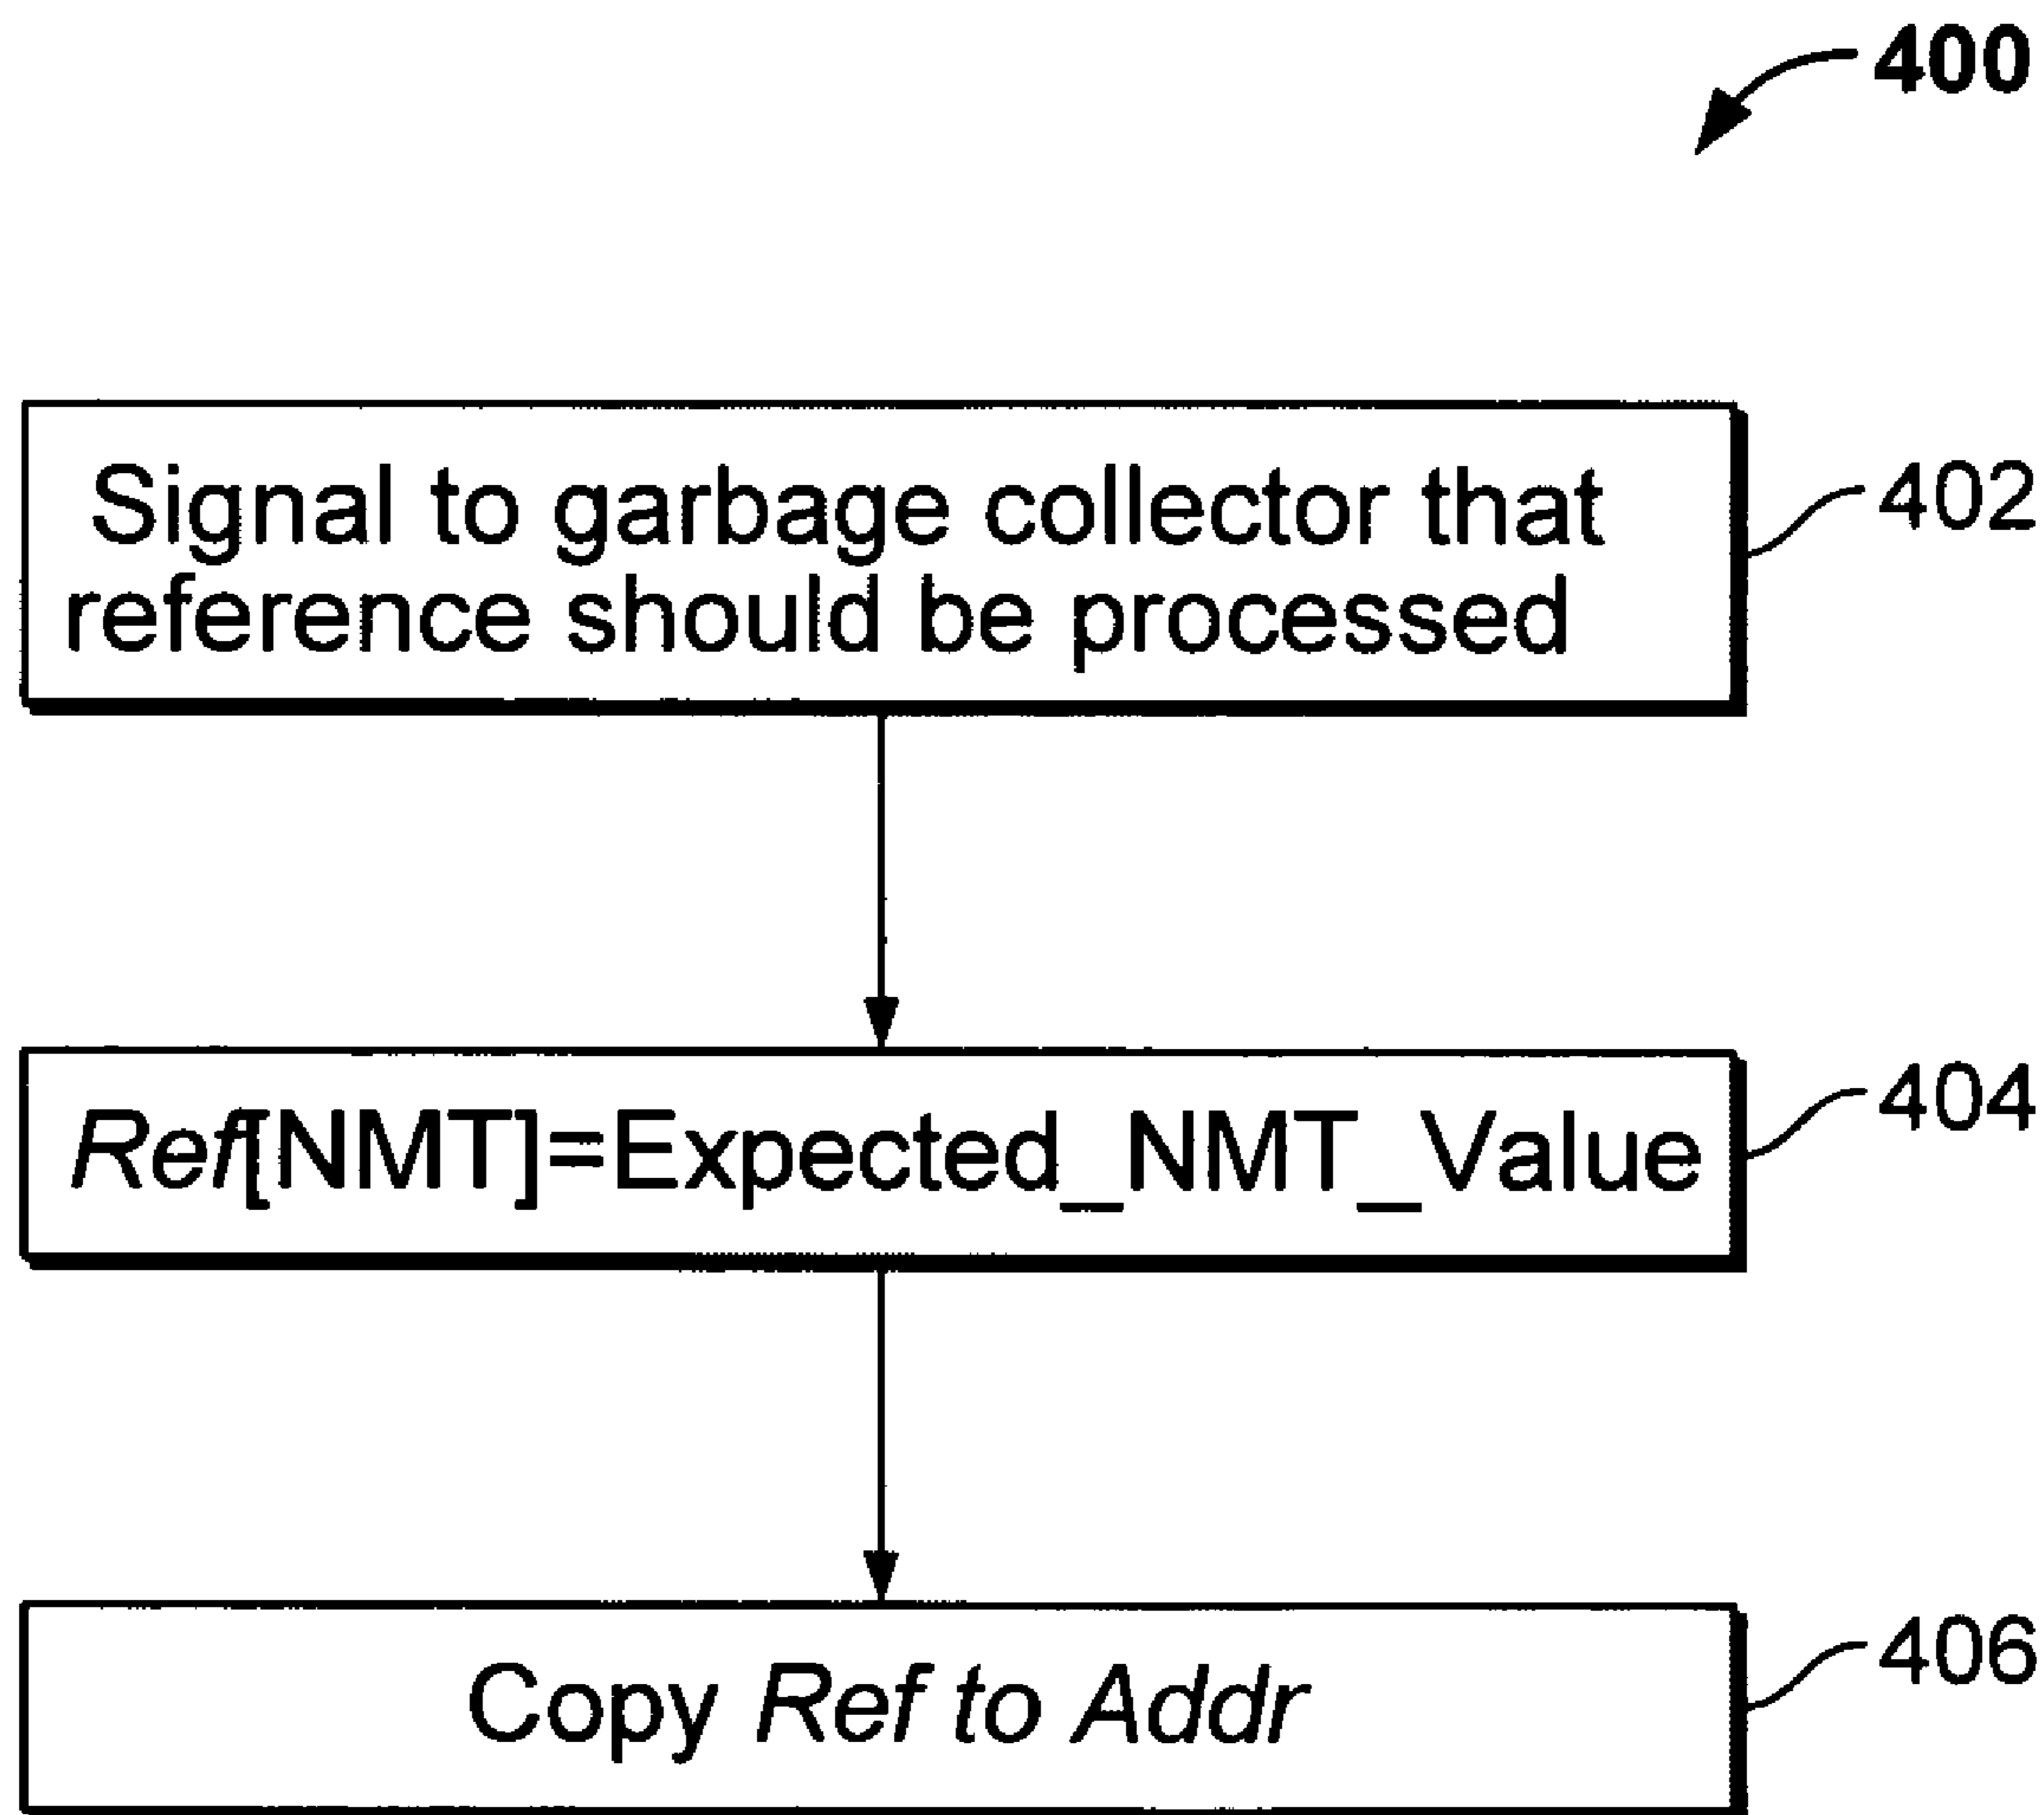 400
Signal to garbage collector that
reference should be processed
402
Ref[NMT]=Expected_NMT_Value
404
Copy Ref to Addr
406